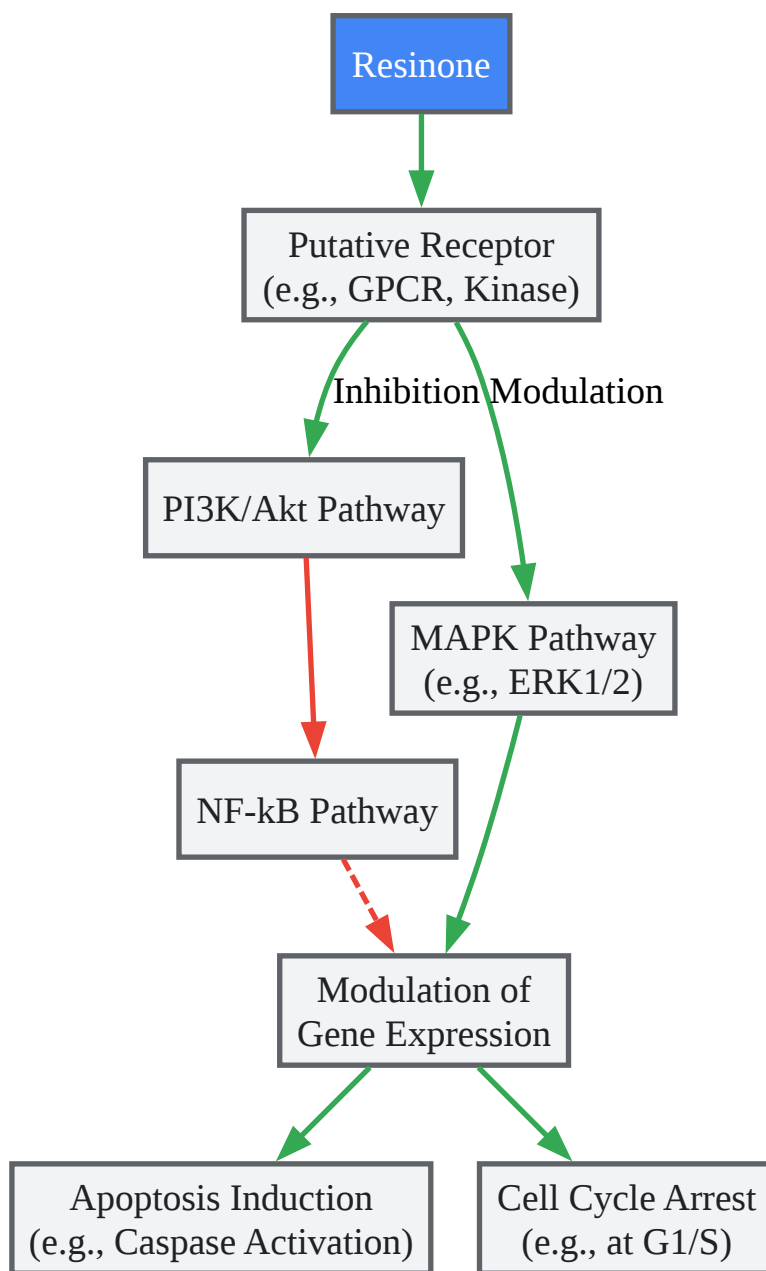 Resinone
Putative Receptor
(e.g., GPCR, Kinase)
Inhibition
Modulation
PI3K/Akt Pathway
MAPK Pathway
(e.g., ERK1/2)
NF-kB Pathway
Modulation of
Gene Expression
Apoptosis Induction
(e.g., Caspase Activation)
Cell Cycle Arrest
(e.g., at G1/S)